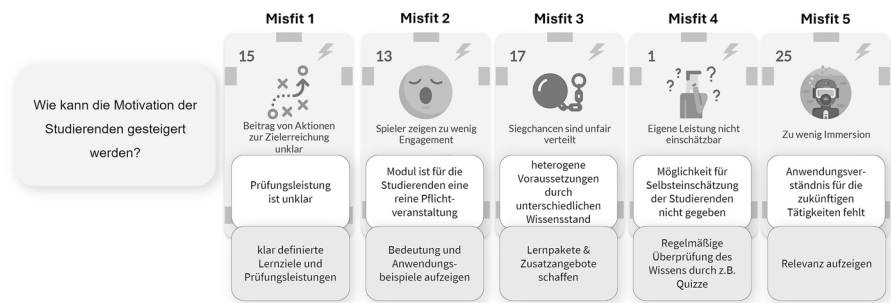 Wie kann die Motivation der
Studierenden gesteigert
werden?
Misfit 1
15
Beitrag von Aktionen
zur Zielerreichung
unklar
Prüfungsleistung
ist unklar
klar definierte
Lernziele und
Prüfungsleistungen
Misfit 2
13
Spieler zeigen zu wenig
Engagement
Modul ist für die
Studierenden eine
reine Pflicht-
veranstaltung
Bedeutung und
Anwendungs-
beispiele aufzeigen
Misfit 3
17
Siegchancen sind unfair
verteilt
heterogene
Voraussetzungen
durch
unterschiedlichen
Wissensstand
Lernpakete &
Zusatzangebote
schaffen
Misfit 4
1
? ? ? ?
Eigene Leistung nicht
einschätzbar
Möglichkeit für
Selbsteinschätzung
der Studierenden
nicht gegeben
Regelmäßige
Überprüfung des
Wissens durch z.B.
Quizze
Misfit 5
25
Zu wenig Immersion
Anwendungsver-
ständnis für die
zukünftigen
Tätigkeiten fehlt
Relevanz aufzeigen